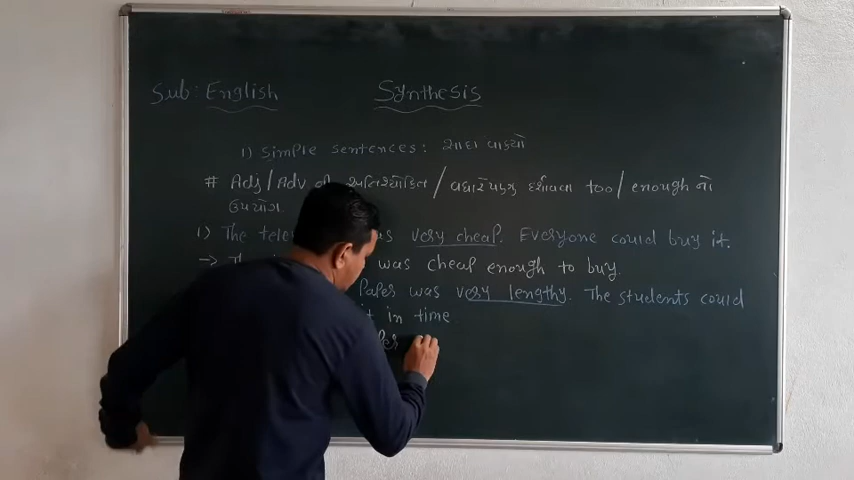 Sub: English
Synthesis
1) Simple sentences: સાદા વાક્યો
# Adj/Adv ની અતિશ્યોક્તિ/વધારે પડતુ દર્શાવવા too/enough નો
ઉપયોગ.
1) The was very cheap. Everyone could buy it.
→ was cheap enough to buy.
Paper was very lengthy. The students could
it in time